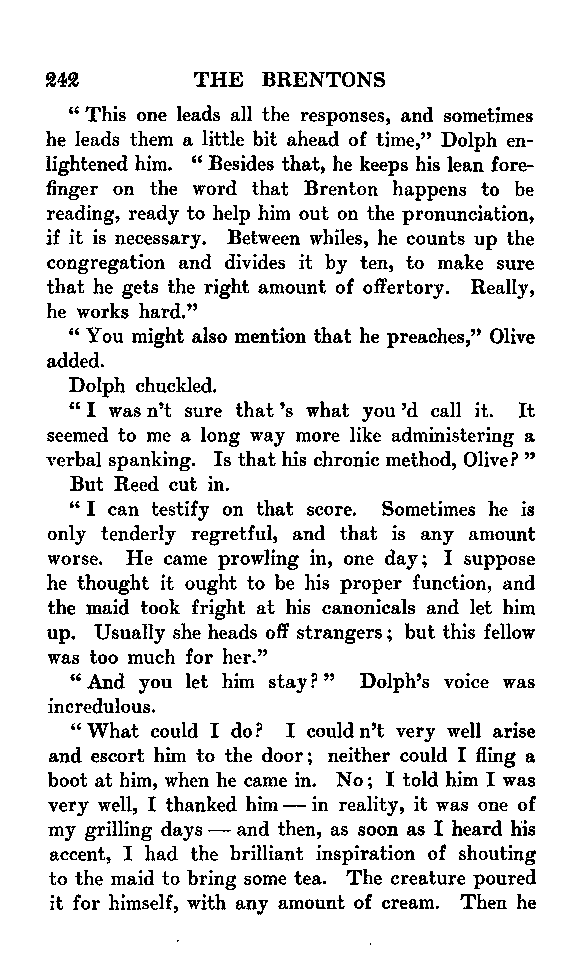 242 THE BRENTONS
“ This one leads all the responses, and sometimes
he leads them a little bit ahead of time,” Dolph en-
lightened him. “ Besides that, he keeps his lean fore-
finger on the word that Brenton happens to be
reading, ready to help him out on the pronunciation,
if it is necessary. Between whiles, he counts up the
congregation and divides it by ten, to make sure
that he gets the right amount of offertory. Really,
he works hard.”
“ You might also mention that he preaches,” Olive
added.
Dolph chuckled.
“ I was n’t sure that ’s what you ’d call it. It
seemed to me a long way more like administering a
verbal spanking. Is that his chronic method, Olive? ”
But Reed cut in.
“ I can testify on that score. Sometimes he is
only tenderly regretful, and that is any amount
worse. He came prowling in, one day; I suppose
he thought it ought to be his proper function, and
the maid took fright at his canonicals and let him
up. Usually she heads off strangers; but this fellow
was too much for her.”
“ And you let him stay? ” Dolph’s voice was
incredulous.
“ What could I do? I could n’t very well arise
and escort him to the door; neither could I fling a
boot at him, when he came in. No; I told him I was
very well, I thanked him — in reality, it was one of
my grilling days — and then, as soon as I heard his
accent, I had the brilliant inspiration of shouting
to the maid to bring some tea. The creature poured
it for himself, with any amount of cream. Then he